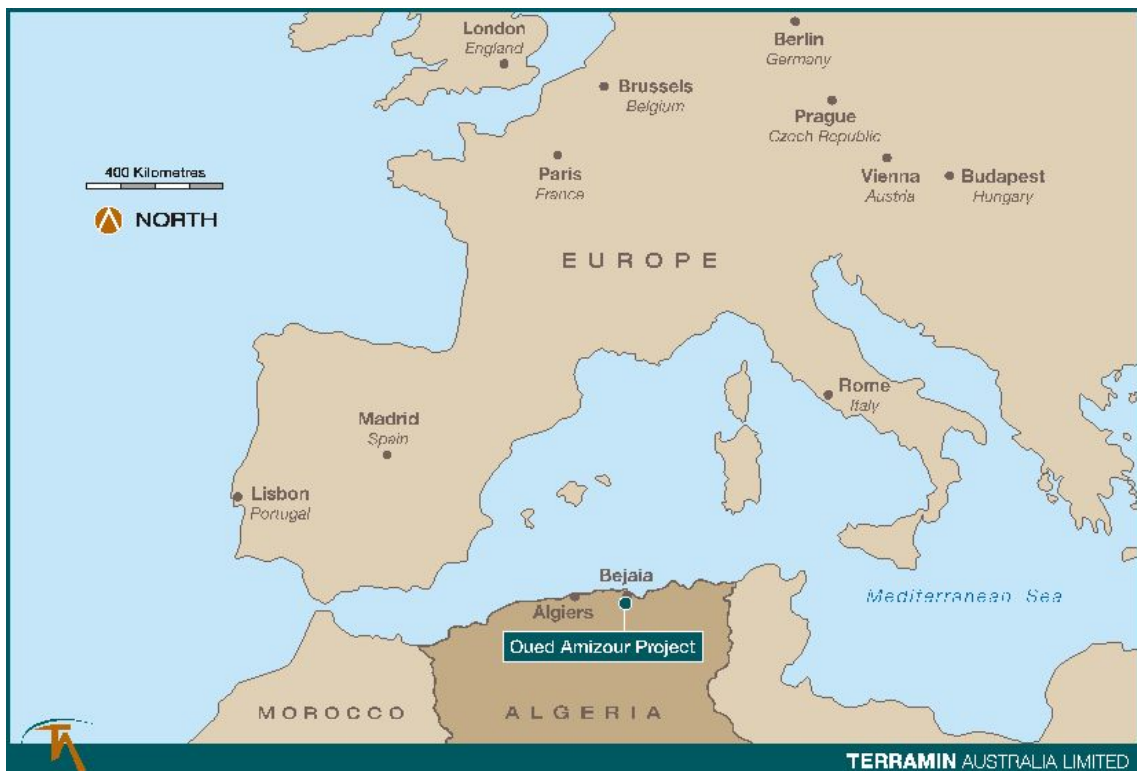 London
England
Berlin
Germany
Brussels
Belgium
Prague
Czech Republic
400 Kilometres
Paris
France
Vienna
Austria
Budapest
Hungary
NORTH
EUROPE
Rome
Italy
Madrid
Spain
Lisbon
Portugal
Bejaia
Algiers
Mediterranean Sea
Oued Amizour Project
MOROCCO
ALGERIA
TERRAMIN AUSTRALIA LIMITED